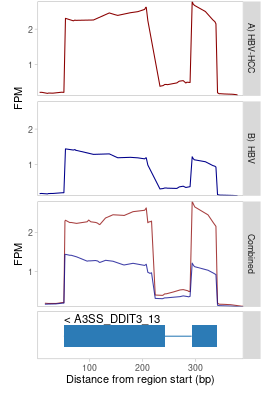 2
1
A) HBV-HCC
FPM
2
1
B) HBV
2
1
FPM
Combined
< A3SS_DDIT3_13
100 200 300
Distance from region start (bp)